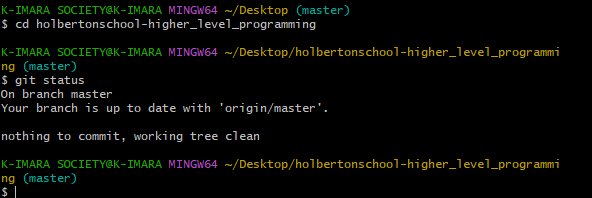 K-IMARA SOCIETY@K-IMARA MINGW64 ~/Desktop (master)
$ cd holbertonschool-higher_level_programming
K-IMARA SOCIETY@K-IMARA MINGW64 ~/Desktop/holbertonschool-higher_level_programmi
ng (master)
$ git status
On branch master
Your branch is up to date with 'origin/master'.
nothing to commit, working tree clean
K-IMARA SOCIETY@K-IMARA MINGW64 ~/Desktop/holbertonschool-higher_level_programmi
ng (master)
$